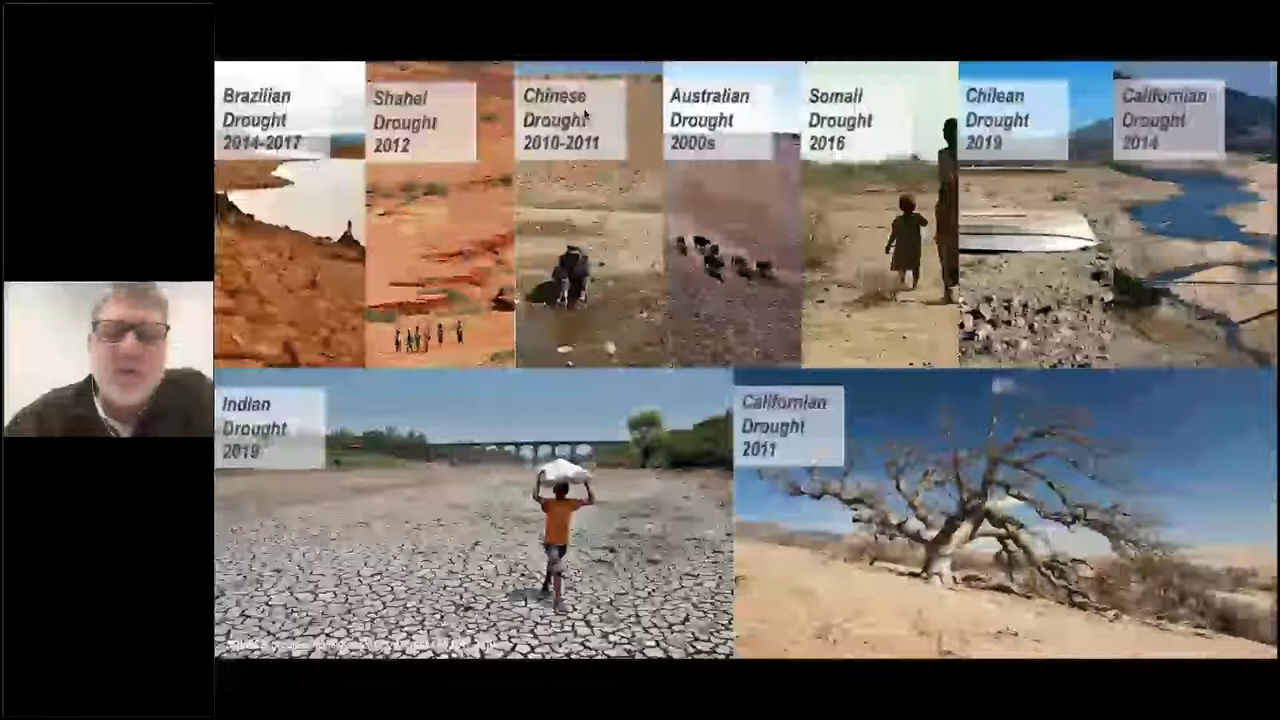 Brazilian
Drought
2014-2017
Shahel
Drought
2012
Chinese
Drought
2010-2011
Australian
Drought
2000s
Somali
Drought
2016
Chilean
Drought
2019
Californian
Drought
2014
Indian
Drought
2019
Californian
Drought
2011